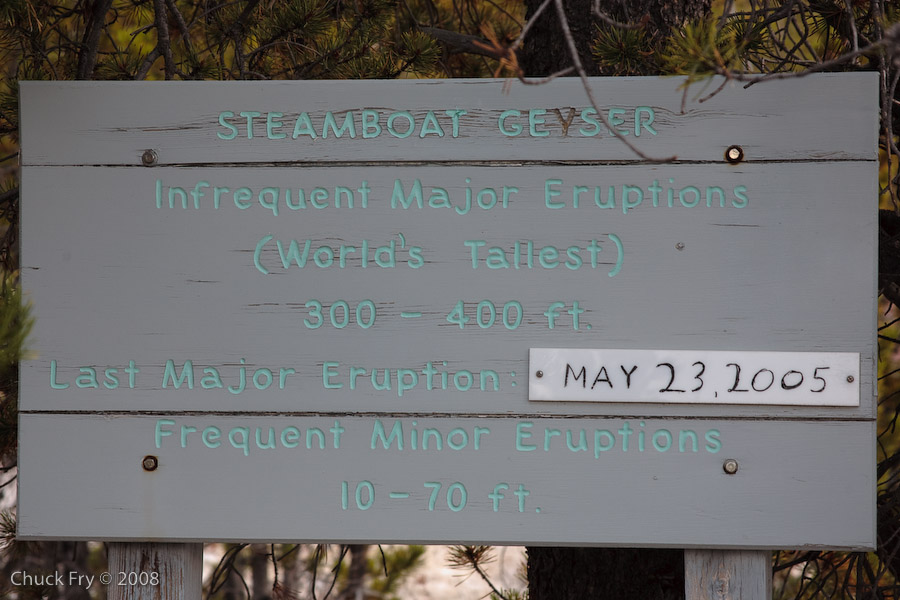 STEAMBOAT GEYSER
Infrequent Major Eruptions
(World's Tallest)
300 - 400 ft.
Last Major Eruption: MAY 23, 2005
Frequent Minor Eruptions
10 - 70 ft.
Chuck Fry © 2008